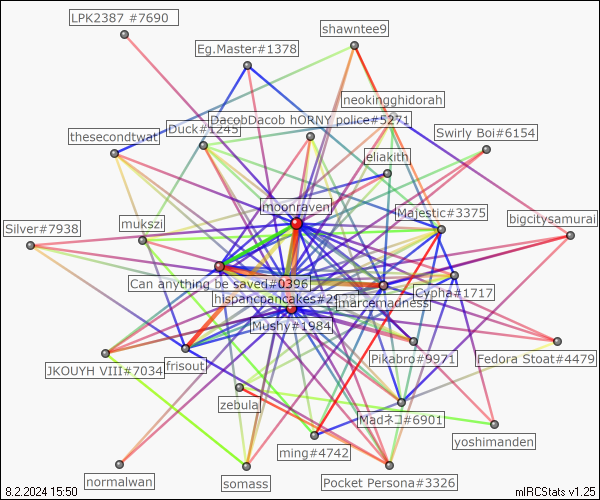 LPK2387 #7690
shawntee9
Eg.Master#1378
neokingghidorah
DacobDacob hORNY police#5271
thesecondtwat
Duck#1245
Swirly Boi#6154
eliakith
moonraven
Majestic#3375
bigcitysamurai
Silver#7938
mukszi
Can anything be saved#0396
Cypha#1717
hispancpancakes#2978
jmarcemadness
Mushy#1984
Pikabro#9971
Fedora Stoat#4479
JKOUYH VIII#7034
frisout
zebula
Madネコ#6901
yoshimanden
ming#4742
normalwan
somass
Pocket Persona#3326
8.2.2024 15:50
mIRCStats v1.25